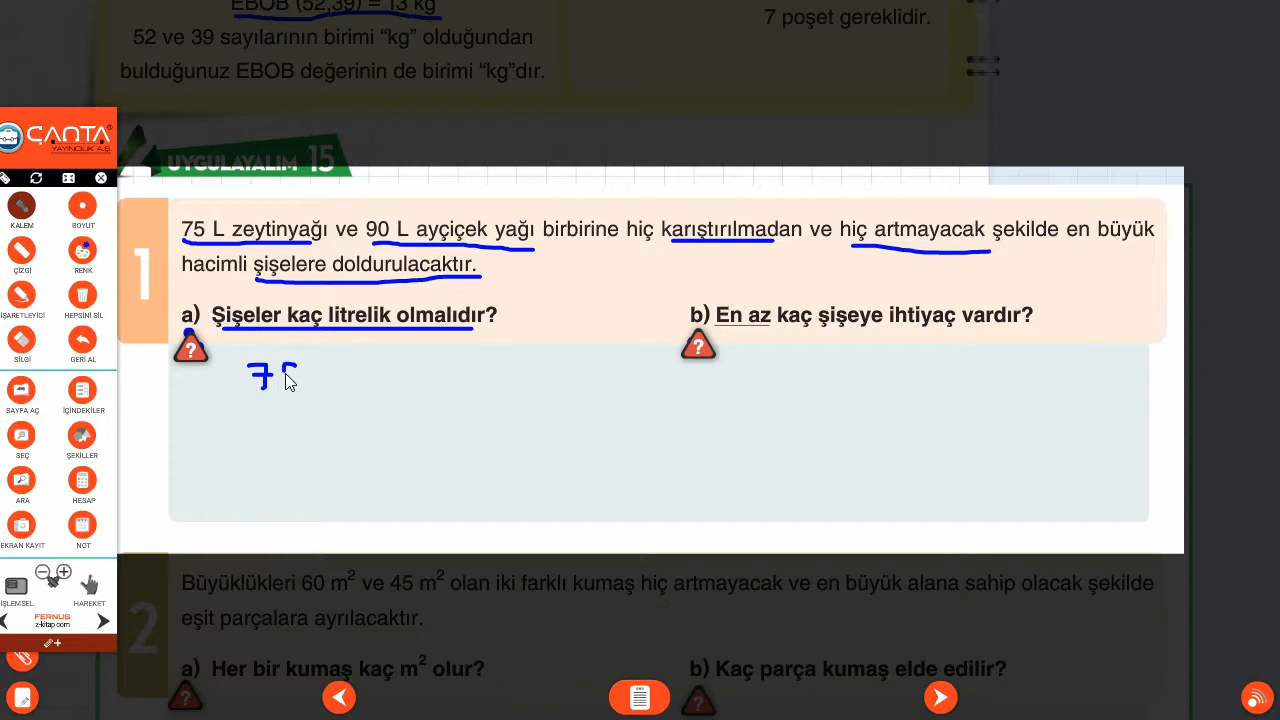 EBOB (52,39) = 13 kg
52 ve 39 sayılarının birimi “kg” olduğundan
bulduğunuz EBOB değerinin de birimi “kg”dır.
7 poşet gereklidir.
ÇANTA
YAYINCILIK A.Ş.
UYGULAYALIM 15
1
75 L zeytinyağı ve 90 L ayçiçek yağı birbirine hiç karıştırılmadan ve hiç artmayacak şekilde en büyük
hacimli şişelere doldurulacaktır.
a) Şişeler kaç litrelik olmalıdır?
b) En az kaç şişeye ihtiyaç vardır?
?
?
7
KALEM
BOYUT
ÇİZGİ
RENK
İŞARETLEYİCİ
HEPSİNİ SİL
SİLGİ
GERİ AL
SAYFA AÇ
İÇİNDEKİLER
SEÇ
ŞEKİLLER
ARA
HESAP
EKRAN KAYIT
NOT
İŞLEMSEL
HAREKET
FERNUS
z-kitap.com
2
Büyüklükleri 60 m² ve 45 m² olan iki farklı kumaş hiç artmayacak ve en büyük alana sahip olacak şekilde
eşit parçalara ayrılacaktır.
a) Her bir kumaş kaç m² olur?
b) Kaç parça kumaş elde edilir?
?
?